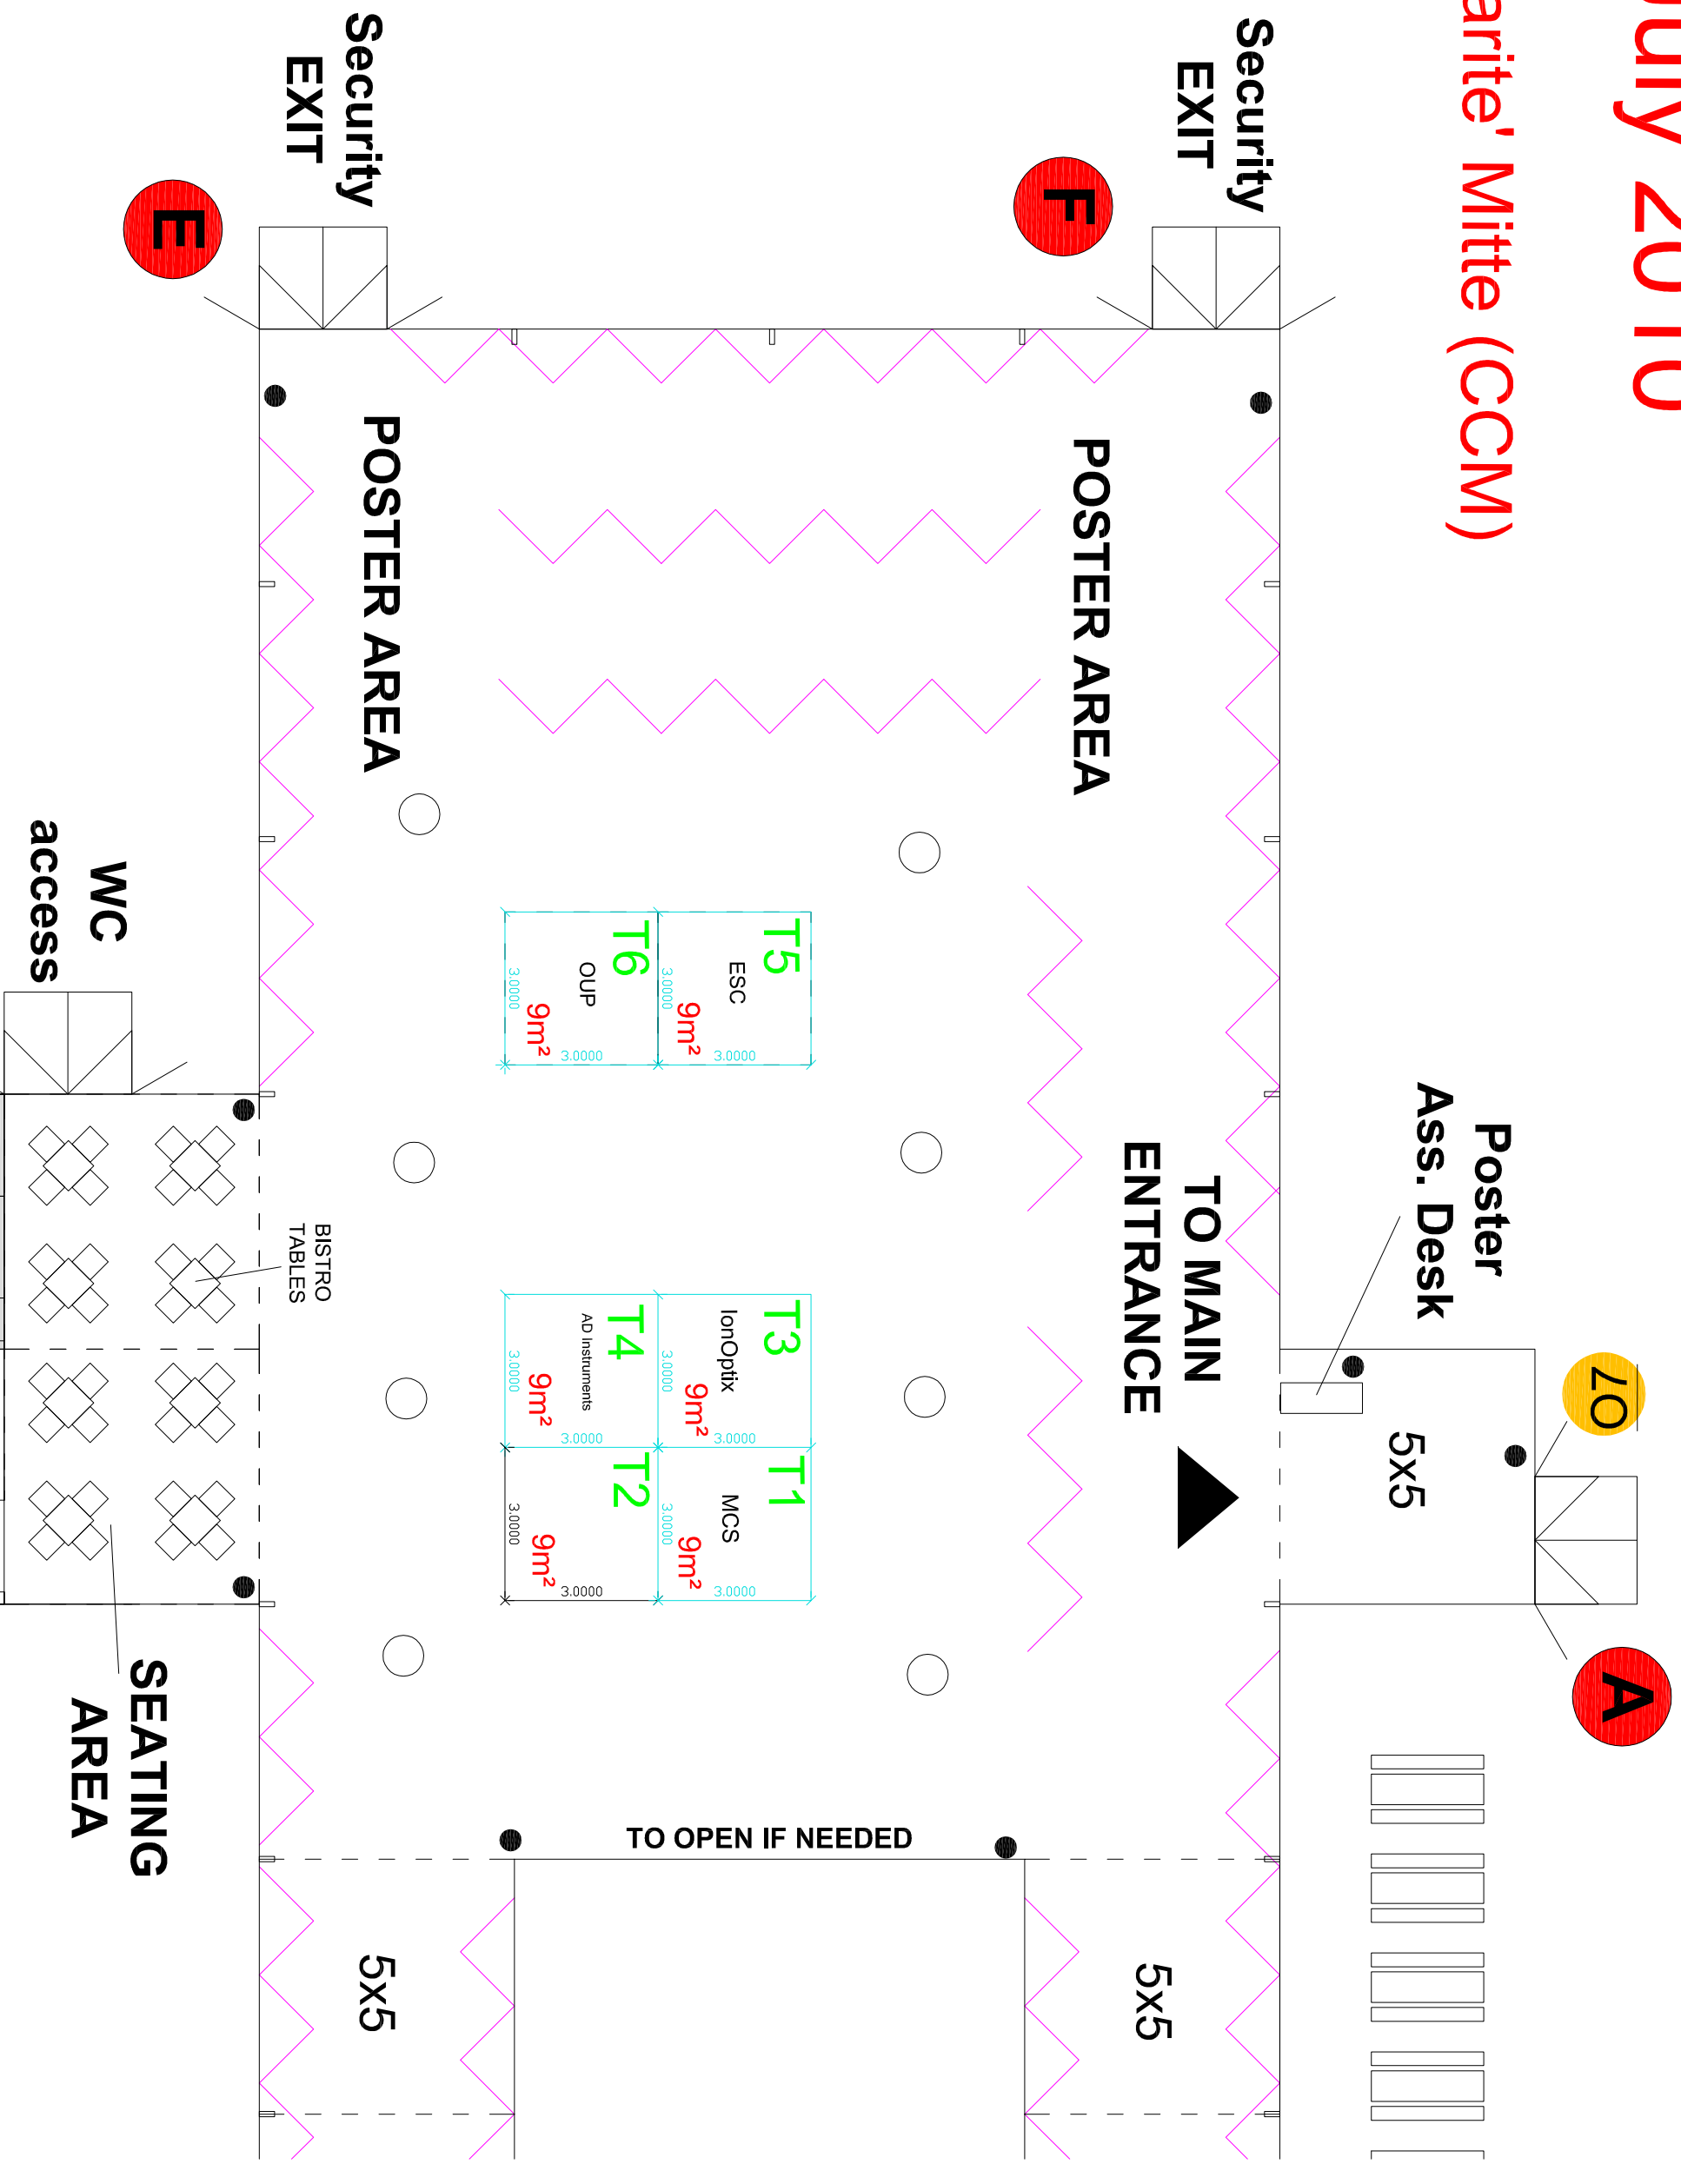 uly 2010
arite' Mitte (CCM)
A
07
Poster
Ass. Desk
5x5
Security
EXIT
F
TO MAIN
ENTRANCE
POSTER AREA
5x5
TO OPEN IF NEEDED
T5
ESC
9m²
3.0000
3.0000
T3
IonOptix
9m²
3.0000
3.0000
T1
MCS
9m²
3.0000
3.0000
T6
OUP
9m²
3.0000
3.0000
T4
AD Instruments
9m²
3.0000
3.0000
T2
9m²
3.0000
3.0000
POSTER AREA
5x5
Security
EXIT
E
BISTRO
TABLES
WC
access
SEATING
AREA